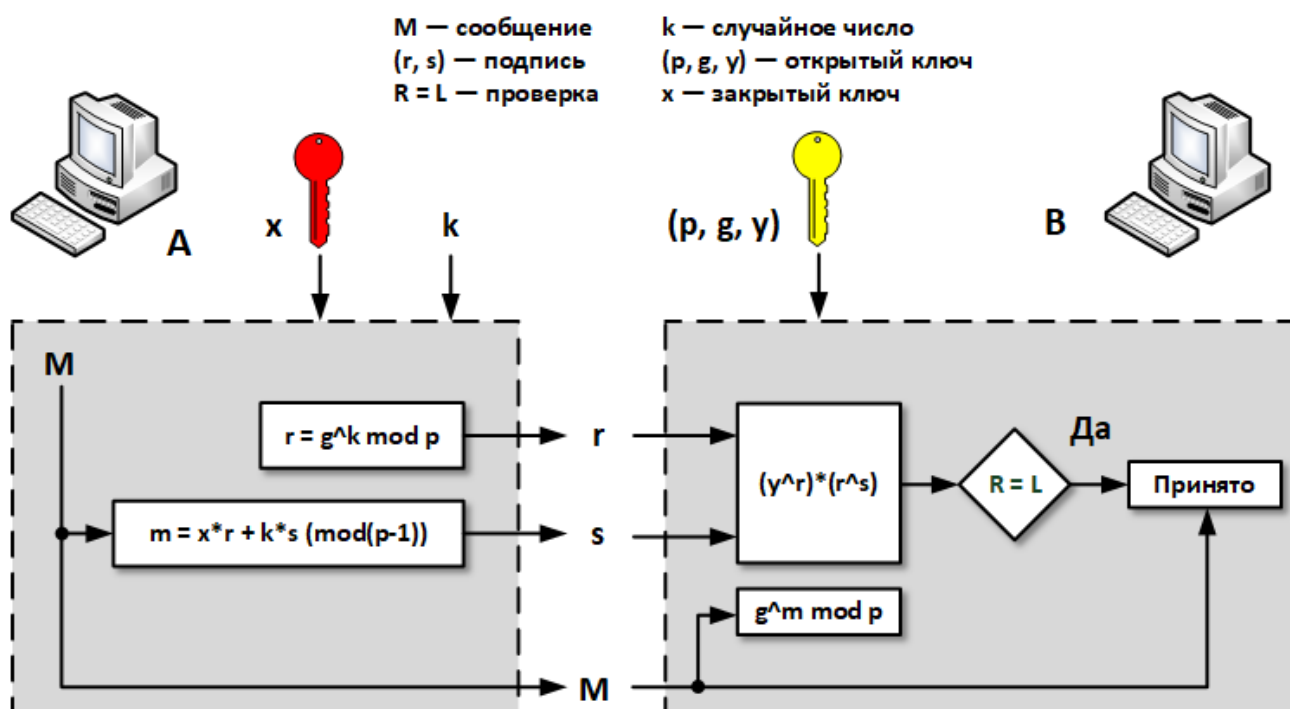 M — сообщение
k — случайное число
(r, s) — подпись
(p, g, y) — открытый ключ
R = L — проверка
x — закрытый ключ
A
x
k
(p, g, y)
B
M
r = g^k mod p
r
(y^r)*(r^s)
R = L
Да
Принято
m = x*r + k*s (mod(p-1))
s
g^m mod p
M